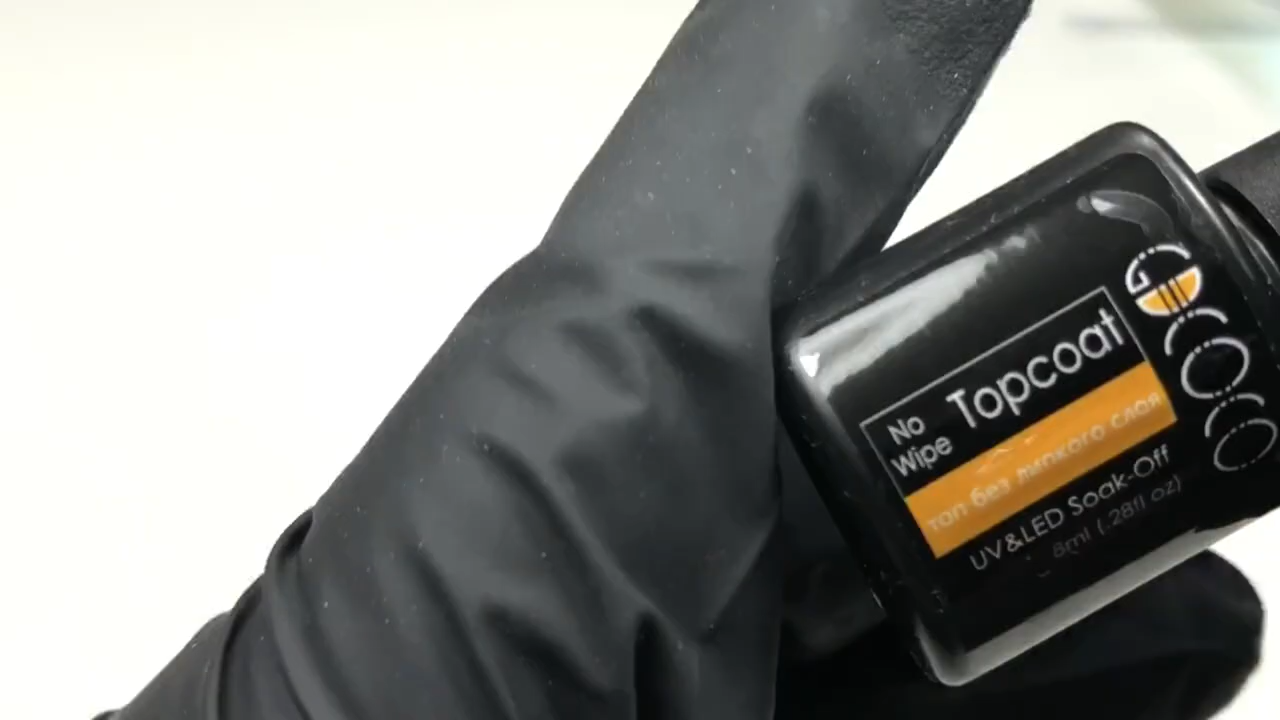 No Wipe Topcoat
топ без липкого слоя
UV&LED Soak-Off
8ml (.28fl oz)